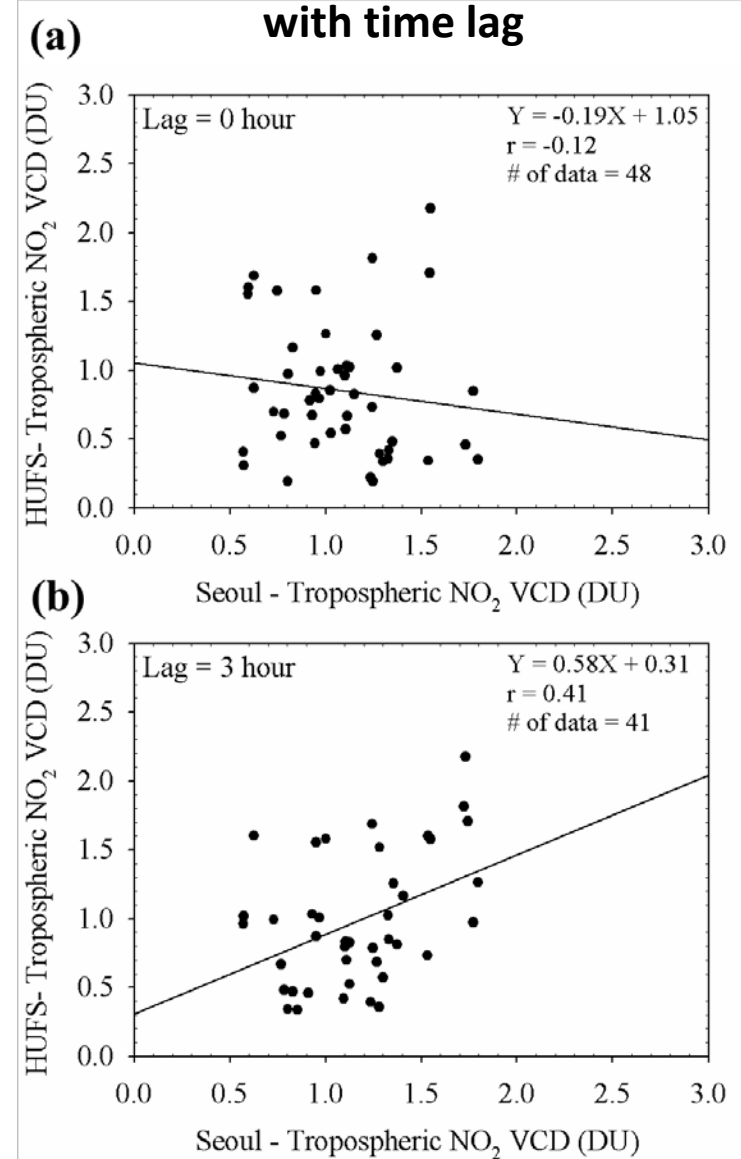 with time lag
(a)
Lag = 0 hour
Y = -0.19X + 1.05
r = -0.12
# of data = 48
HUFS- Tropospheric NO₂ VCD (DU)
3.0
2.5
2.0
1.5
1.0
0.5
0.0
0.0 0.5 1.0 1.5 2.0 2.5 3.0
Seoul - Tropospheric NO₂ VCD (DU)
(b)
Lag = 3 hour
Y = 0.58X + 0.31
r = 0.41
# of data = 41
HUFS- Tropospheric NO₂ VCD (DU)
3.0
2.5
2.0
1.5
1.0
0.5
0.0
0.0 0.5 1.0 1.5 2.0 2.5 3.0
Seoul - Tropospheric NO₂ VCD (DU)